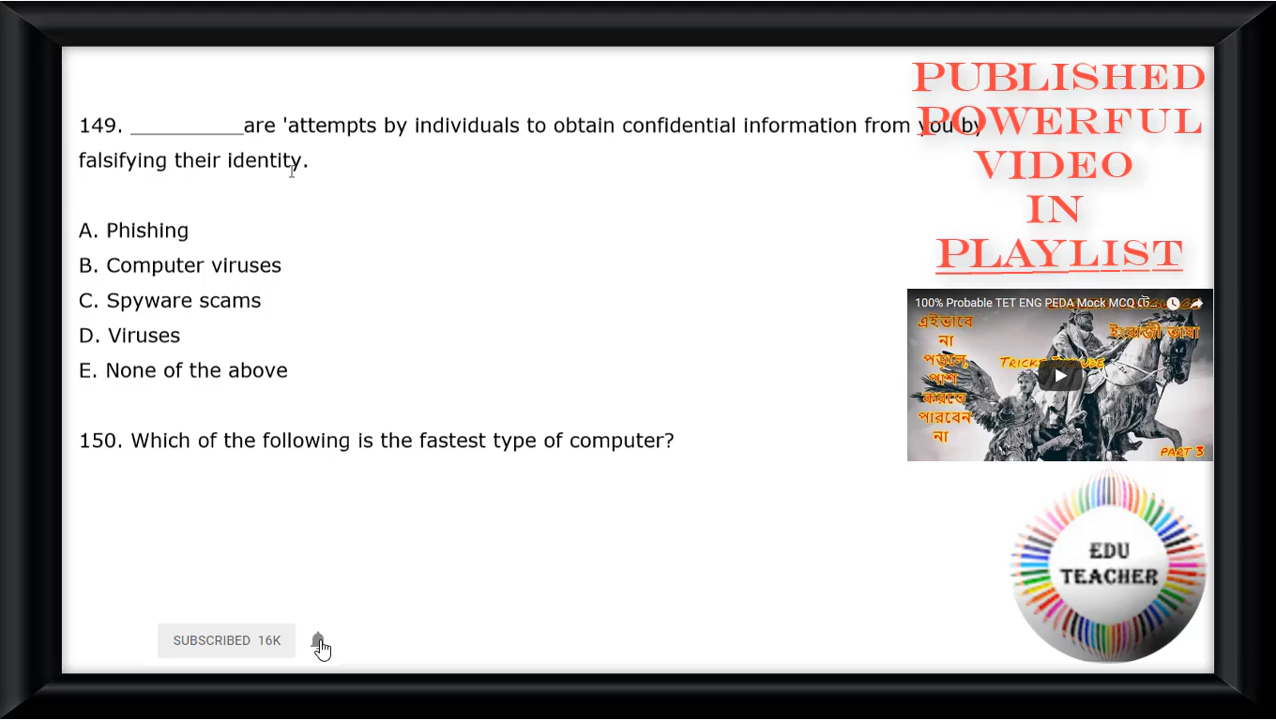 149. __________are 'attempts by individuals to obtain confidential information from you by
falsifying their identity.
A. Phishing
B. Computer viruses
C. Spyware scams
D. Viruses
E. None of the above
150. Which of the following is the fastest type of computer?
PUBLISHED
POWERFUL
VIDEO
IN
PLAYLIST
100% Probable TET ENG PEDA Mock MCQ
এইভাবে
না
পড়লে,
পাশ
করতে
পারবেন
না
ইংরাজী ভাষা
PART 3
EDU
TEACHER
SUBSCRIBED 16K